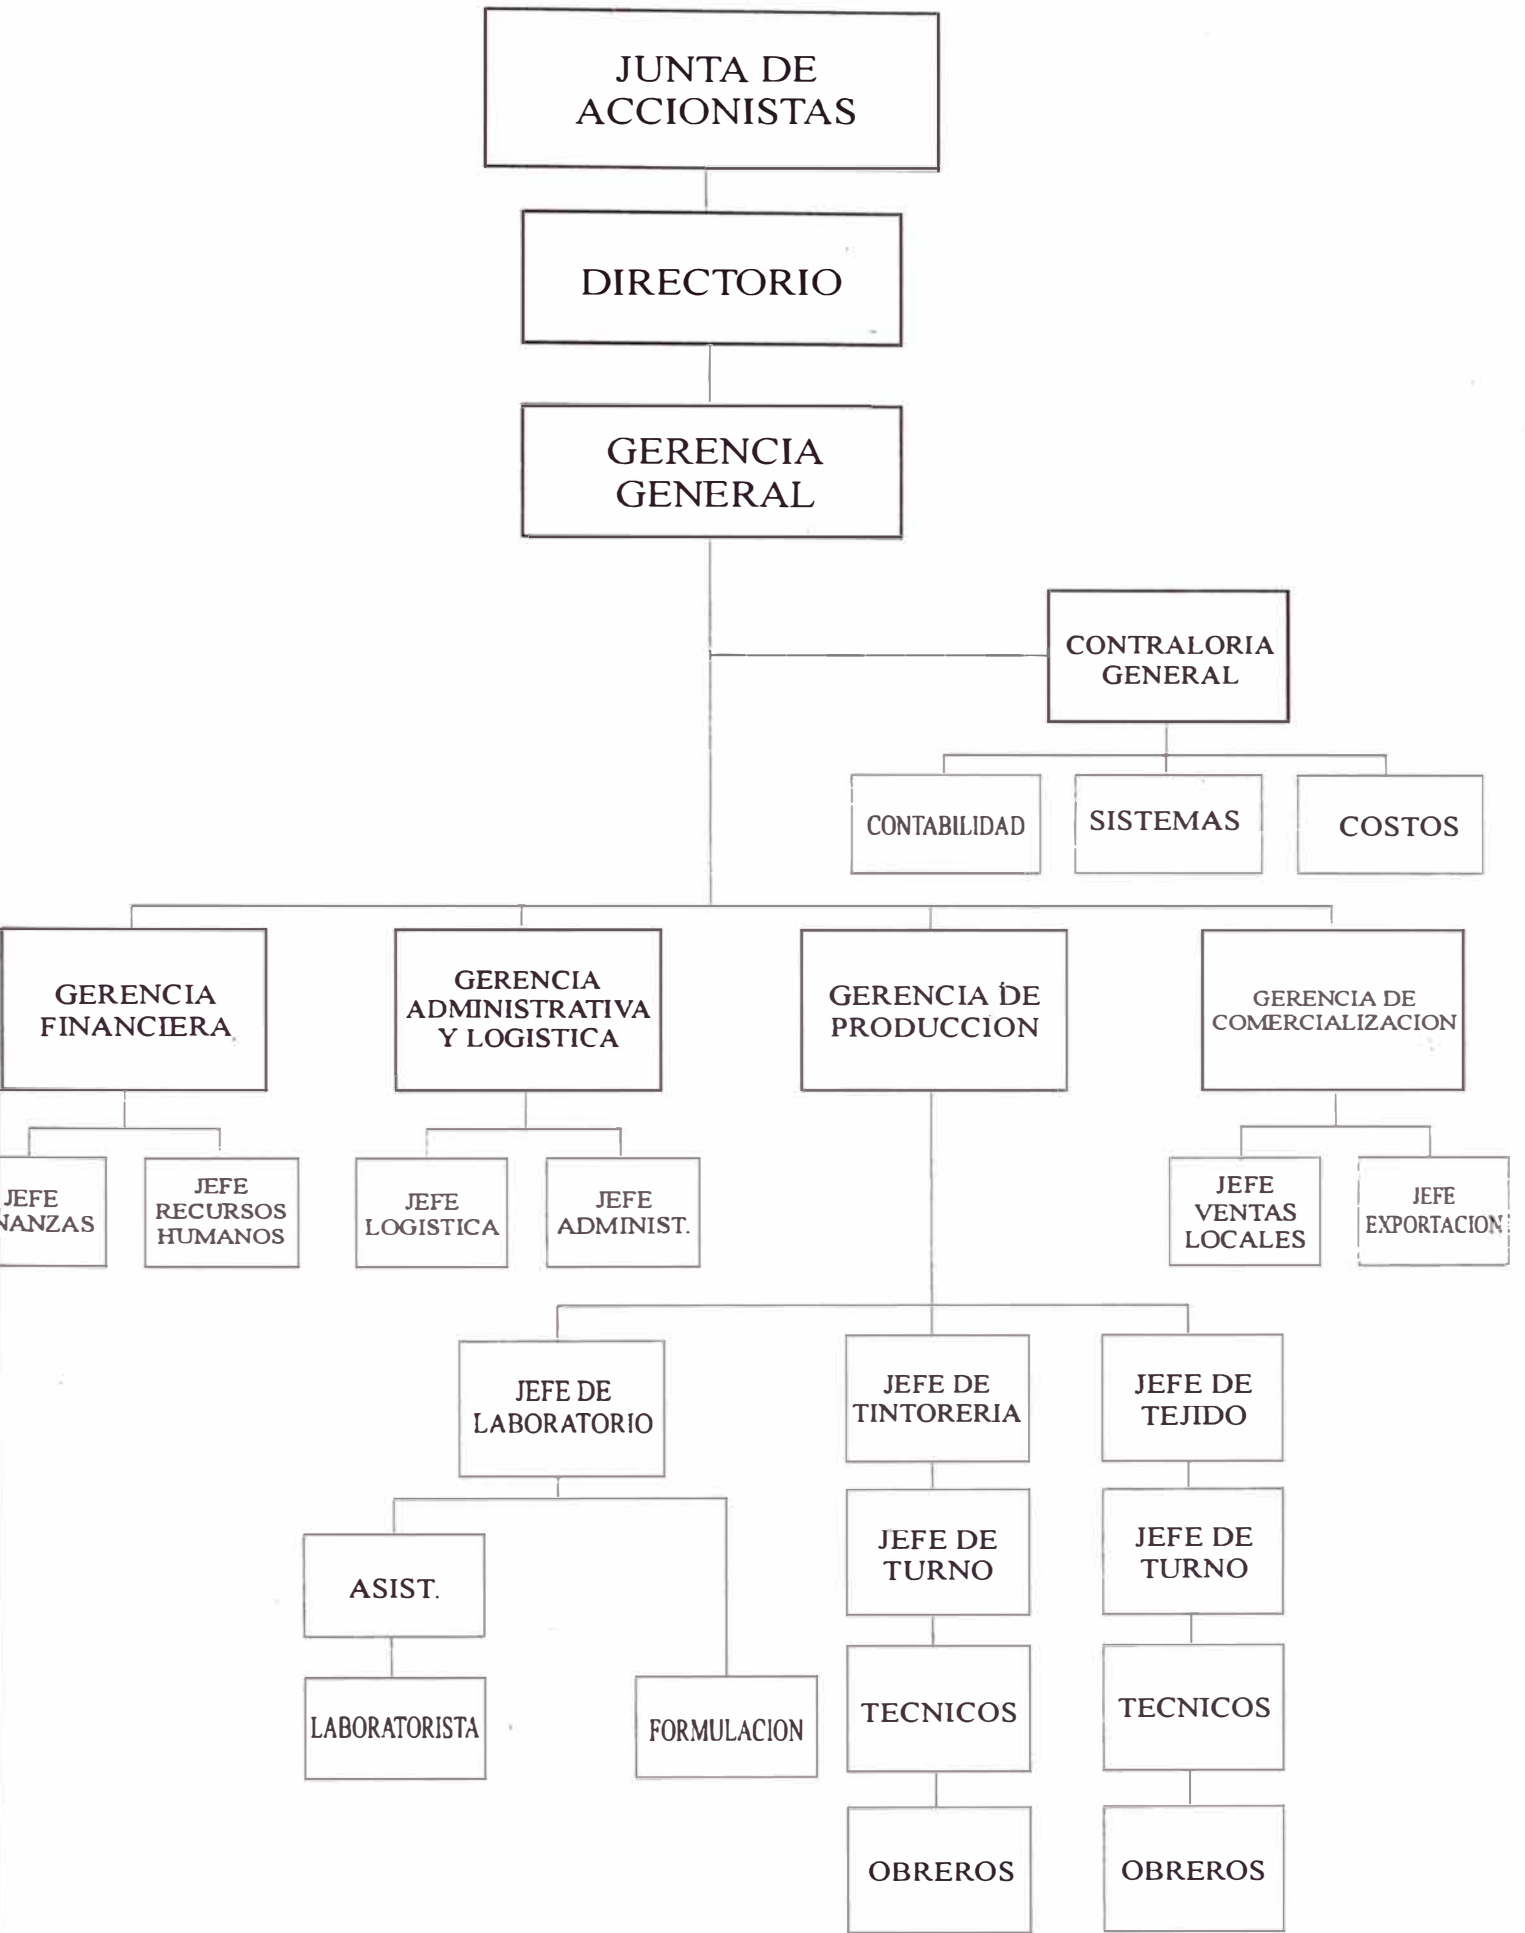 JUNTA DE
ACCIONISTAS
DIRECTORIO
GERENCIA
GENERAL
CONTRALORIA
GENERAL
CONTABILIDAD
SISTEMAS
COSTOS
GERENCIA
FINANCIERA
GERENCIA
ADMINISTRATIVA
Y LOGISTICA
GERENCIA DE
PRODUCCION
GERENCIA DE
COMERCIALIZACION
JEFE
NANZAS
JEFE
RECURSOS
HUMANOS
JEFE
LOGISTICA
JEFE
ADMINIST.
JEFE
VENTAS
LOCALES
JEFE
EXPORTACION
JEFE DE
LABORATORIO
JEFE DE
TINTORERIA
JEFE DE
TEJIDO
ASIST.
LABORATORISTA
FORMULACION
JEFE DE
TURNO
TECNICOS
OBREROS
JEFE DE
TURNO
TECNICOS
OBREROS